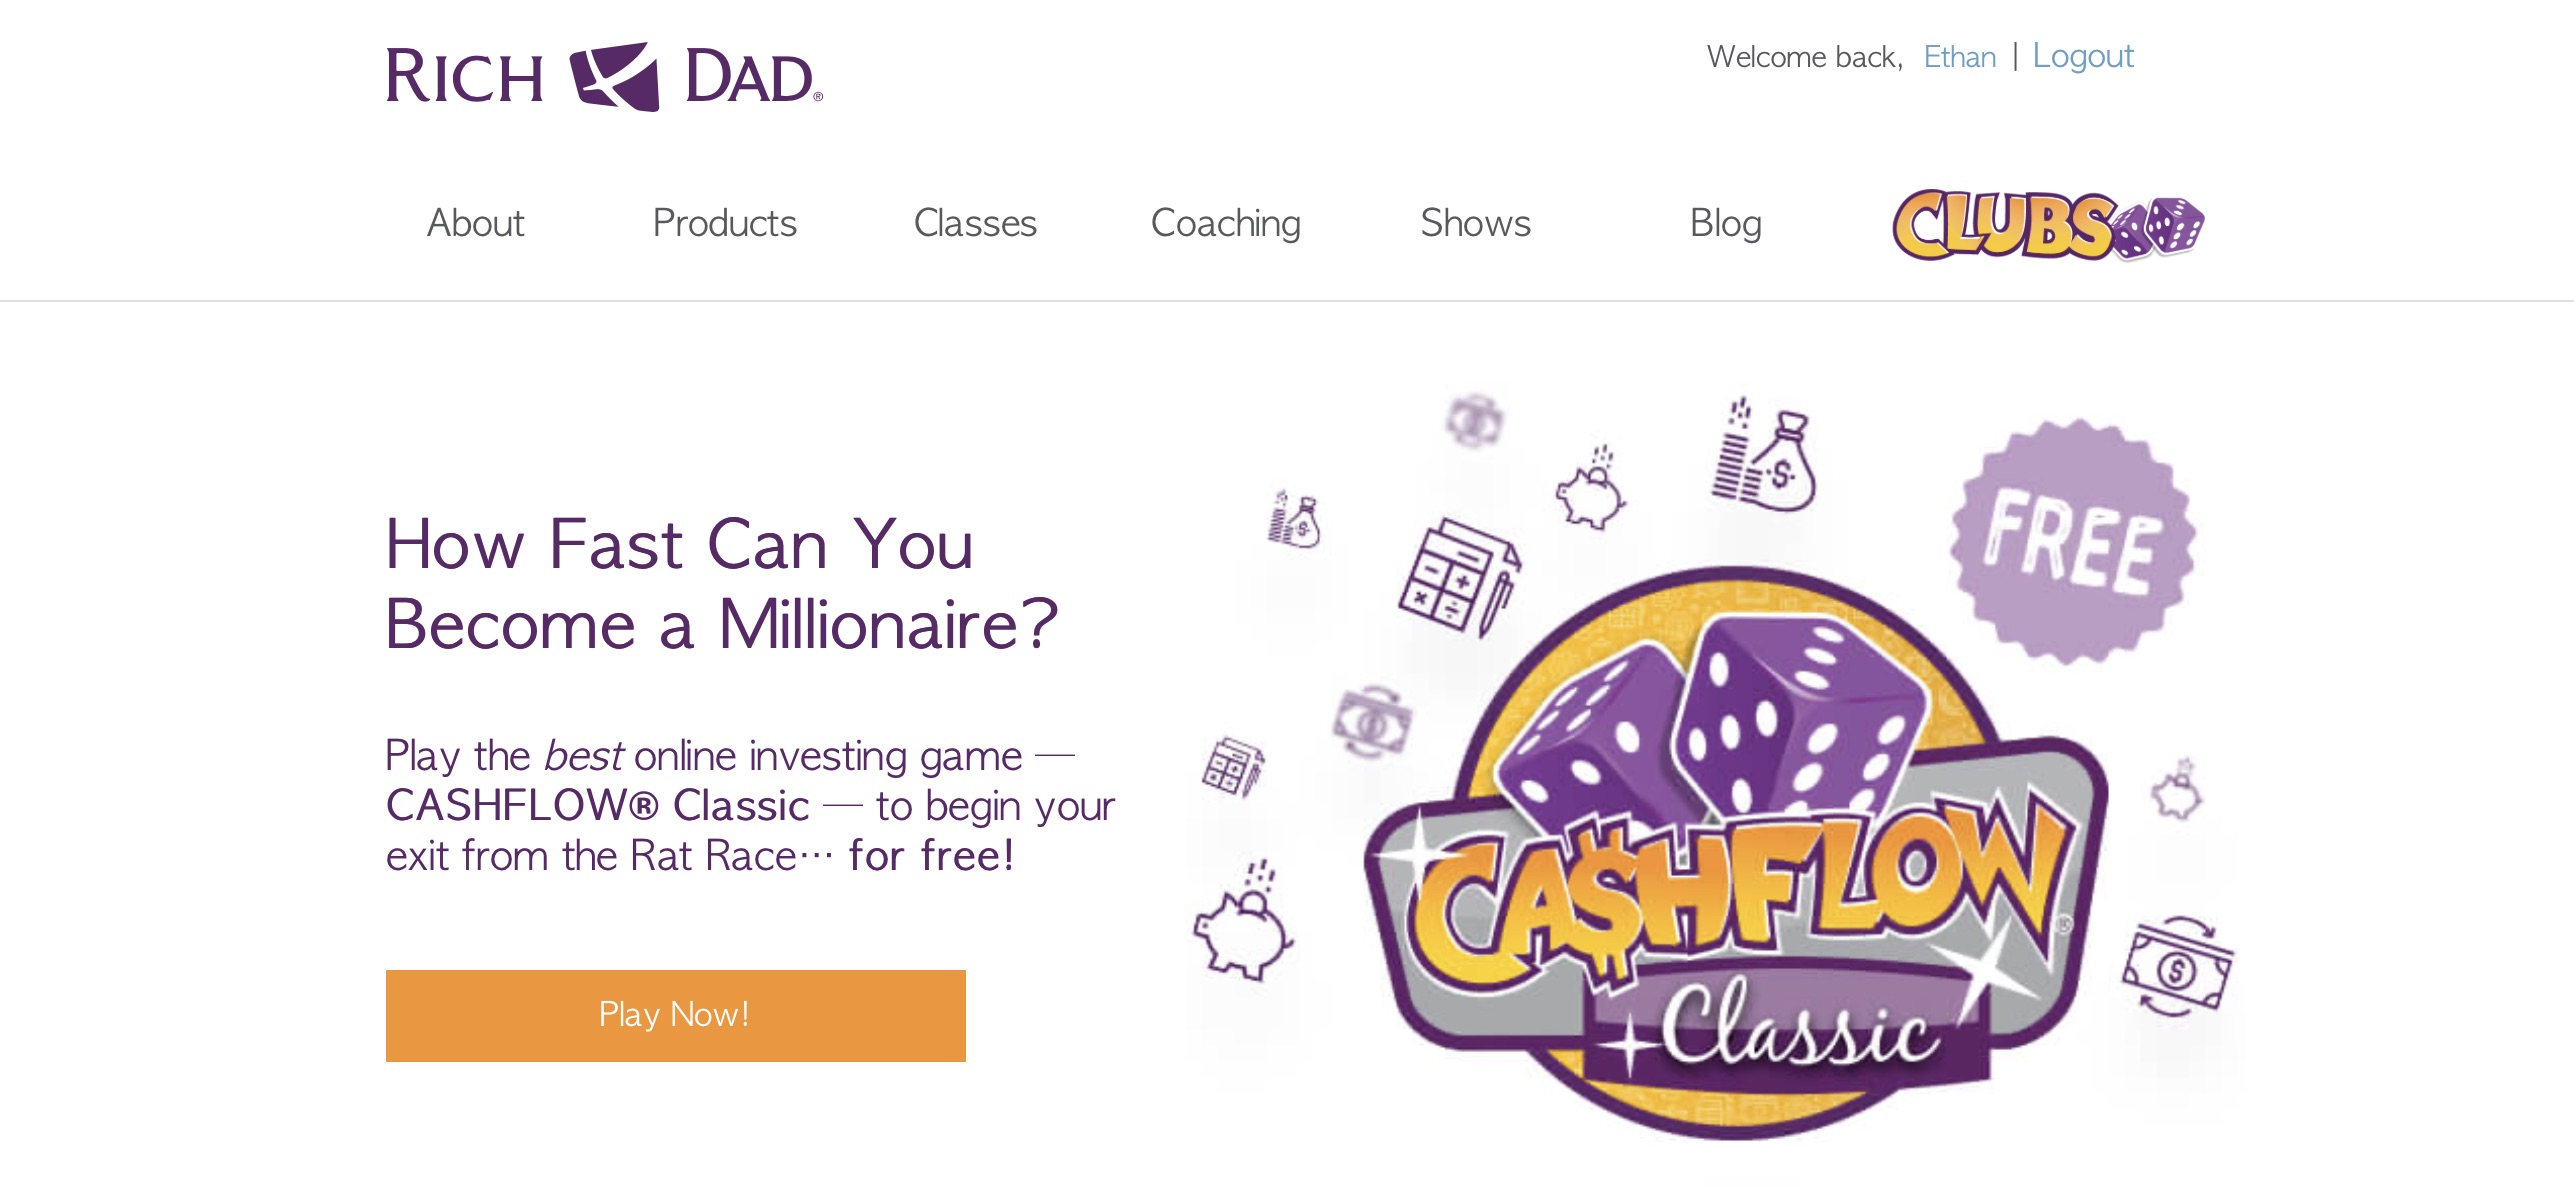 RICH DAD®
Welcome back, Ethan | Logout
About Products Classes Coaching Shows Blog CLUBS
How Fast Can You
Become a Millionaire?
Play the best online investing game —
CASHFLOW® Classic — to begin your
exit from the Rat Race… for free!
Play Now!
FREE
CA$HFLOW®
Classic